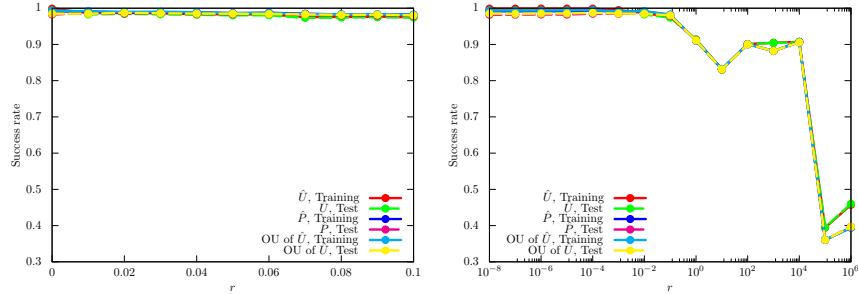 1
0.9
0.8
0.7
0.6
0.5
0.4
0.3
0
0.02
0.04
0.06
0.08
0.1
Success rate
r
Û, Training
Û, Test
P̂, Training
P̂, Test
OU of Û, Training
OU of Û, Test
1
0.9
0.8
0.7
0.6
0.5
0.4
0.3
10⁻⁸
10⁻⁶
10⁻⁴
10⁻²
10⁰
10²
10⁴
10⁶
Success rate
r
Û, Training
Û, Test
P̂, Training
P̂, Test
OU of Û, Training
OU of Û, Test